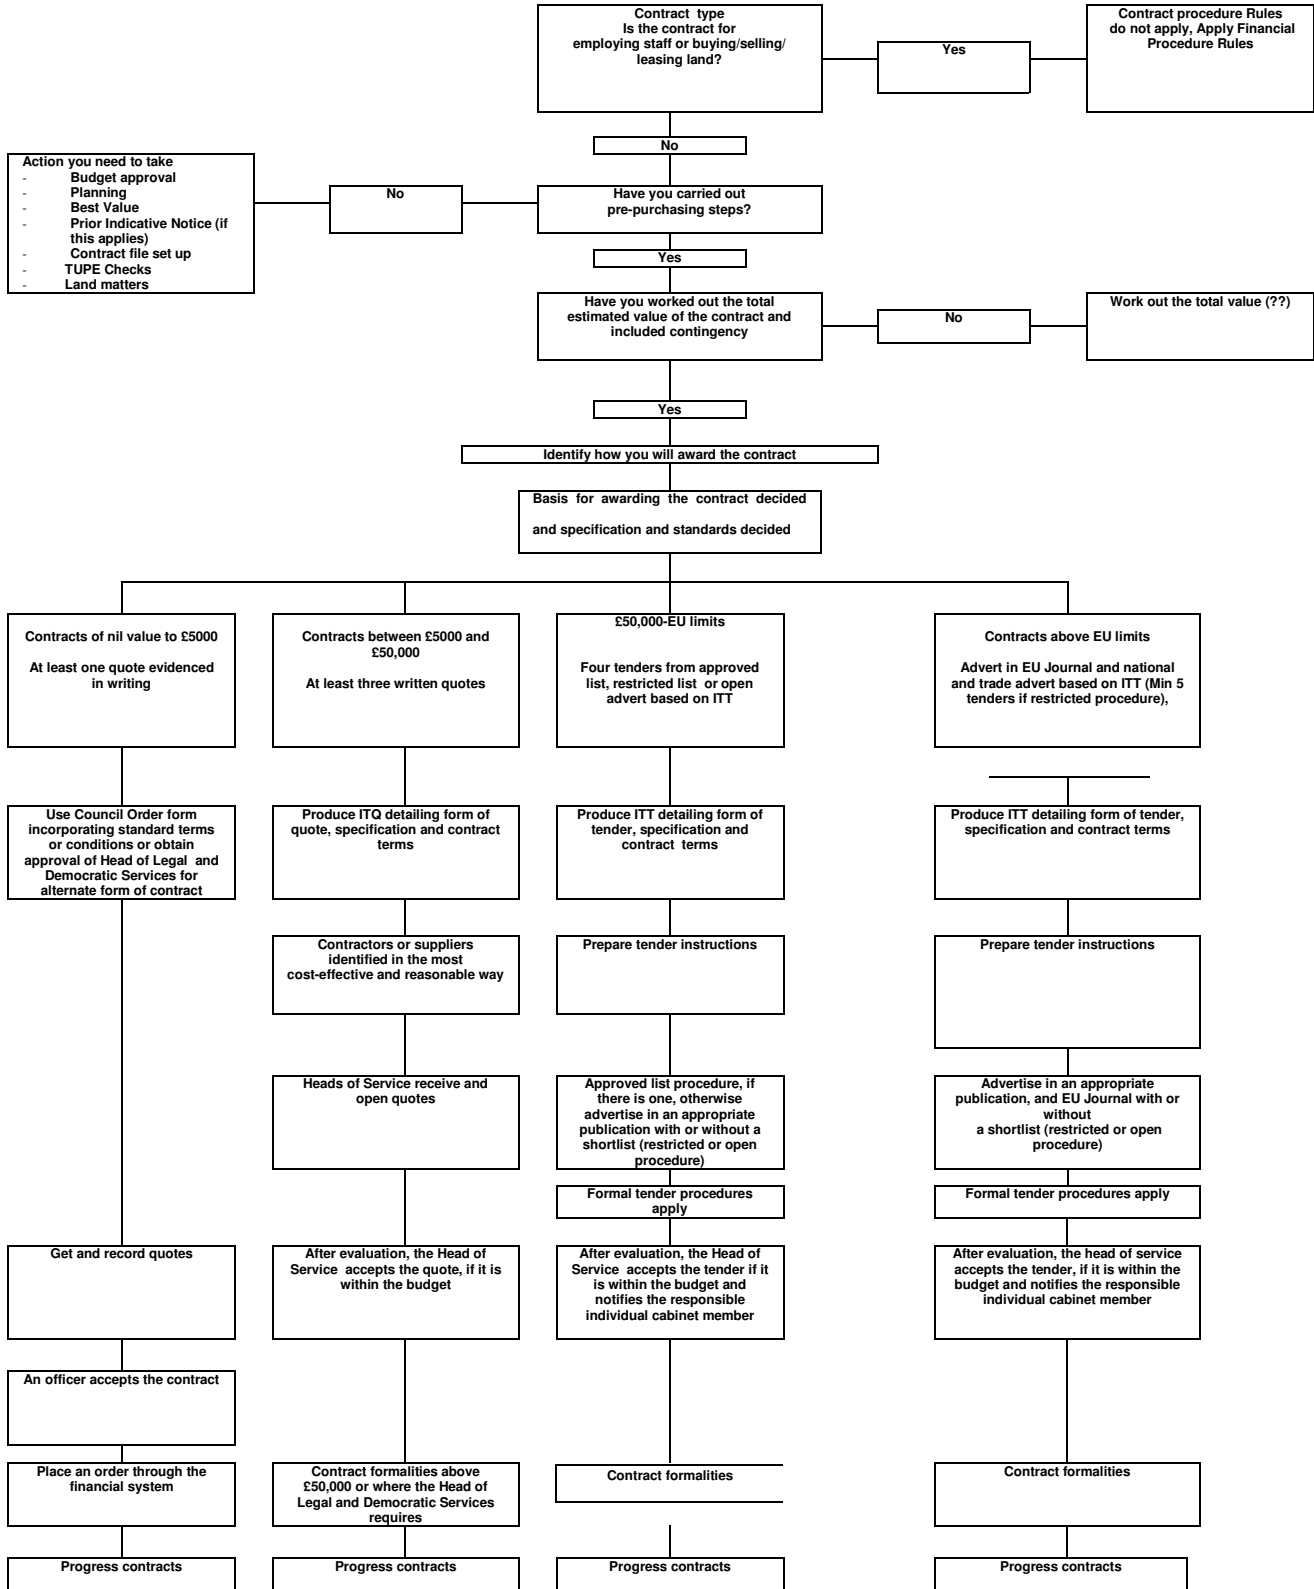 Contract type
Is the contract for
employing staff or buying/selling/
leasing land?
Yes
Contract procedure Rules
do not apply, Apply Financial
Procedure Rules
No
Action you need to take
- Budget approval
- Planning
- Best Value
- Prior Indicative Notice (if
this applies)
- Contract file set up
- TUPE Checks
- Land matters
No
Have you carried out
pre-purchasing steps?
Yes
Have you worked out the total
estimated value of the contract and
included contingency
No
Work out the total value (??)
Yes
Identify how you will award the contract
Basis for awarding the contract decided
and specification and standards decided
Contracts of nil value to £5000
At least one quote evidenced
in writing
Contracts between £5000 and
£50,000
At least three written quotes
£50,000-EU limits
Four tenders from approved
list, restricted list or open
advert based on ITT
Contracts above EU limits
Advert in EU Journal and national
and trade advert based on ITT (Min 5
tenders if restricted procedure),
Use Council Order form
incorporating standard terms
or conditions or obtain
approval of Head of Legal and
Democratic Services for
alternate form of contract
Produce ITQ detailing form of
quote, specification and contract
terms
Produce ITT detailing form of
tender, specification and
contract terms
Produce ITT detailing form of tender,
specification and contract terms
Contractors or suppliers
identified in the most
cost-effective and reasonable way
Prepare tender instructions
Prepare tender instructions
Heads of Service receive and
open quotes
Approved list procedure, if
there is one, otherwise
advertise in an appropriate
publication with or without a
shortlist (restricted or open
procedure)
Advertise in an appropriate
publication, and EU Journal with or
without
a shortlist (restricted or open
procedure)
Formal tender procedures
apply
Formal tender procedures apply
Get and record quotes
After evaluation, the Head of
Service accepts the quote, if it is
within the budget
After evaluation, the Head of
Service accepts the tender if it
is within the budget and
notifies the responsible
individual cabinet member
After evaluation, the head of service
accepts the tender, if it is within the
budget and notifies the responsible
individual cabinet member
An officer accepts the contract
Place an order through the
financial system
Contract formalities above
£50,000 or where the Head of
Legal and Democratic Services
requires
Contract formalities
Contract formalities
Progress contracts
Progress contracts
Progress contracts
Progress contracts